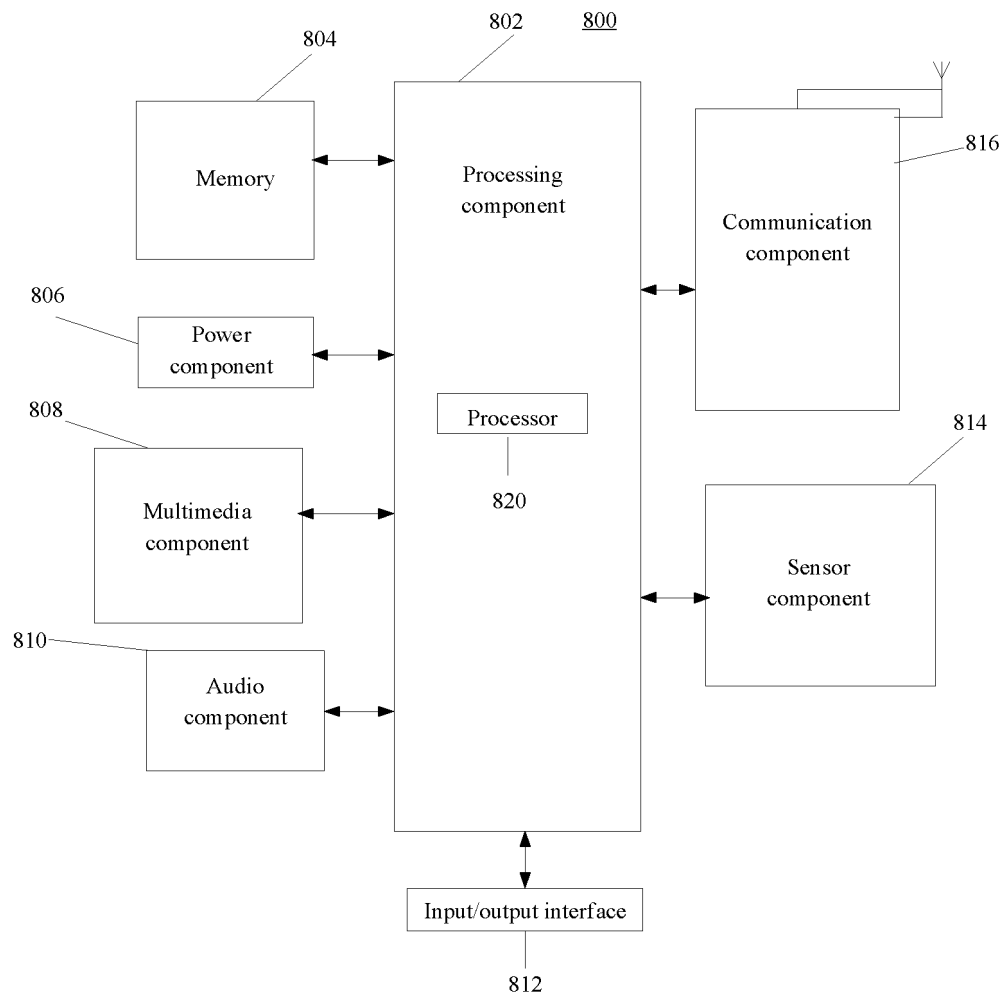 802
800
804
Memory
Processing
component
816
Communication
component
806
Power
component
808
Processor
814
820
Multimedia
component
Sensor
component
810
Audio
component
Input/output interface
812